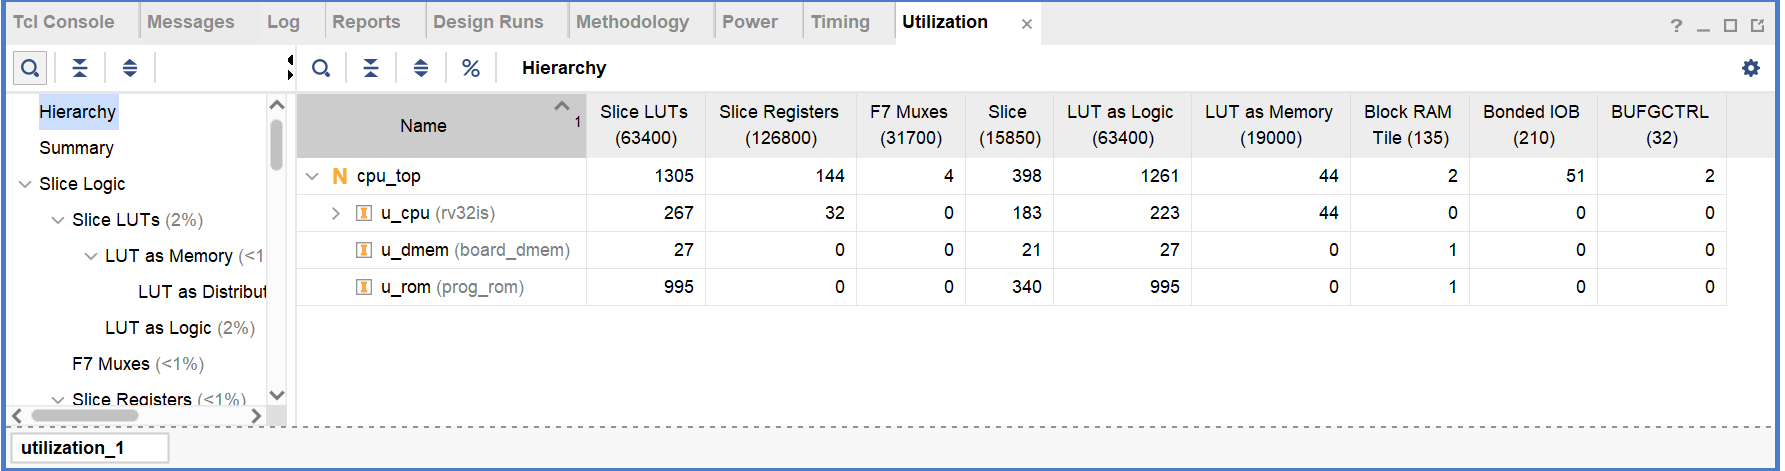 Tcl Console Messages Log Reports Design Runs Methodology Power Timing Utilization × ?
% Hierarchy
Hierarchy
Summary
Slice Logic
Slice LUTs (2%)
LUT as Memory (<1
LUT as Distribut
LUT as Logic (2%)
F7 Muxes (<1%)
Slice Registers (<1%)
Name 1 Slice LUTs (63400) Slice Registers (126800) F7 Muxes (31700) Slice (15850) LUT as Logic (63400) LUT as Memory (19000) Block RAM Tile (135) Bonded IOB (210) BUFGCTRL (32)
N cpu_top 1305 144 4 398 1261 44 2 51 2
I u_cpu (rv32is) 267 32 0 183 223 44 0 0 0
I u_dmem (board_dmem) 27 0 0 21 27 0 1 0 0
I u_rom (prog_rom) 995 0 0 340 995 0 1 0 0
utilization_1